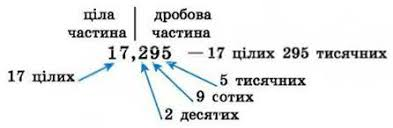 ціла | дробова
частина | частина
17,295 — 17 цілих 295 тисячних
17 цілих
5 тисячних
9 сотих
2 десятих